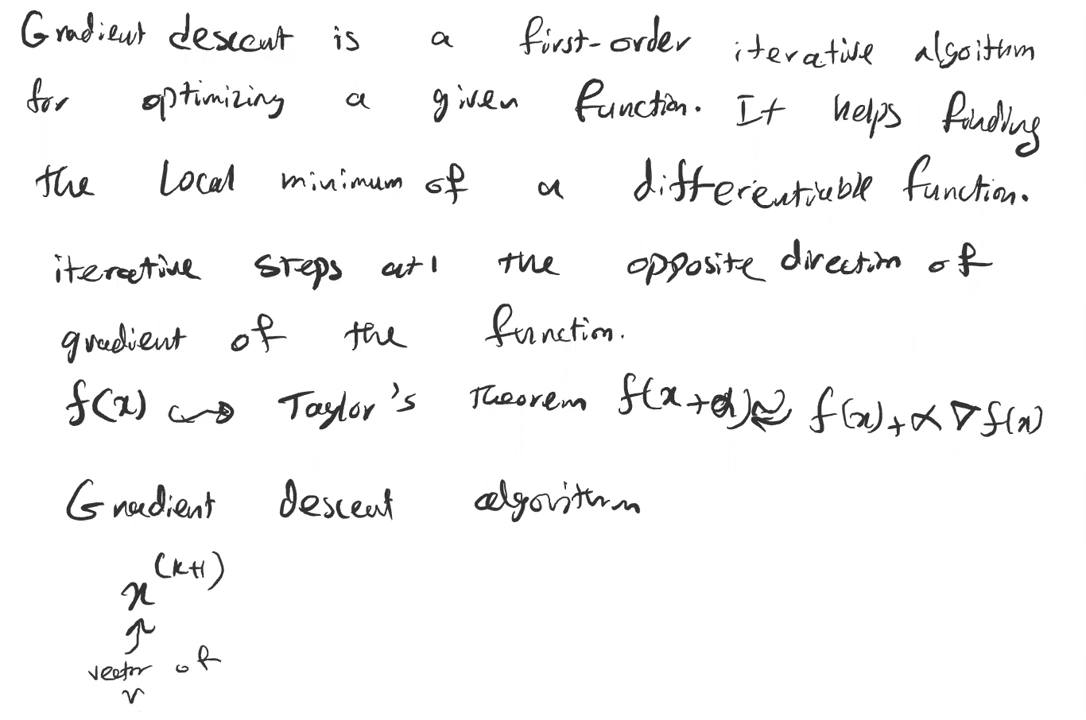 Gradient descent is a first-order iterative algoithm
for optimizing a given function. It helps finding
the Local minimum of a differentiable function.
iterative steps at the opposite direction of
gradient of the function.
f(x) ↪ Taylor's Theorem f(x+α) ≈ f(x)+α∇f(x)
Gradient descent algorithm
x^(k+1)
↑
vector of
v